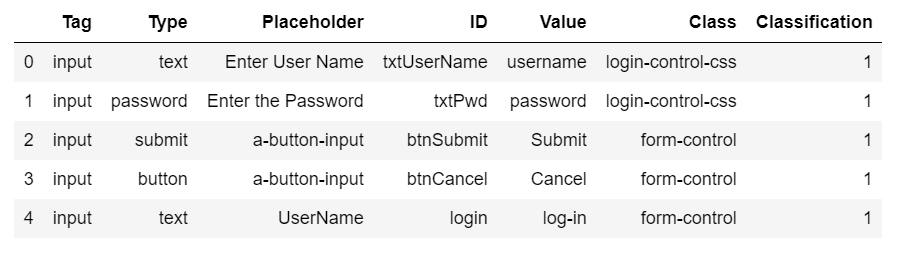 Tag Type Placeholder ID Value Class Classification
0 input text Enter User Name txtUserName username login-control-css 1
1 input password Enter the Password txtPwd password login-control-css 1
2 input submit a-button-input btnSubmit Submit form-control 1
3 input button a-button-input btnCancel Cancel form-control 1
4 input text UserName login log-in form-control 1